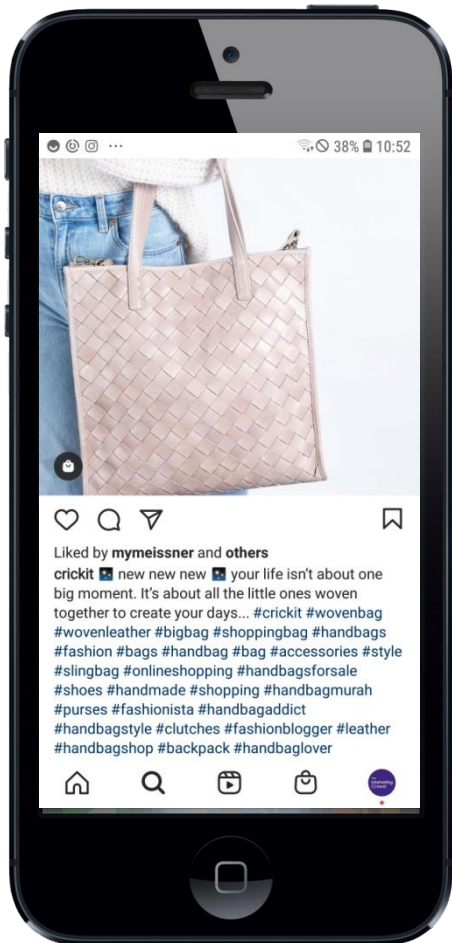 38% 10:52
Liked by mymeissner and others
crickit 🌃 new new new 🌃 your life isn’t about one
big moment. It’s about all the little ones woven
together to create your days... #crickit #wovenbag
#wovenleather #bigbag #shoppingbag #handbags
#fashion #bags #handbag #bag #accessories #style
#slingbag #onlineshopping #handbagsforsale
#shoes #handmade #shopping #handbagmurah
#purses #fashionista #handbagaddict
#handbagstyle #clutches #fashionblogger #leather
#handbagshop #backpack #handbaglover
The
Marketing
Crowd